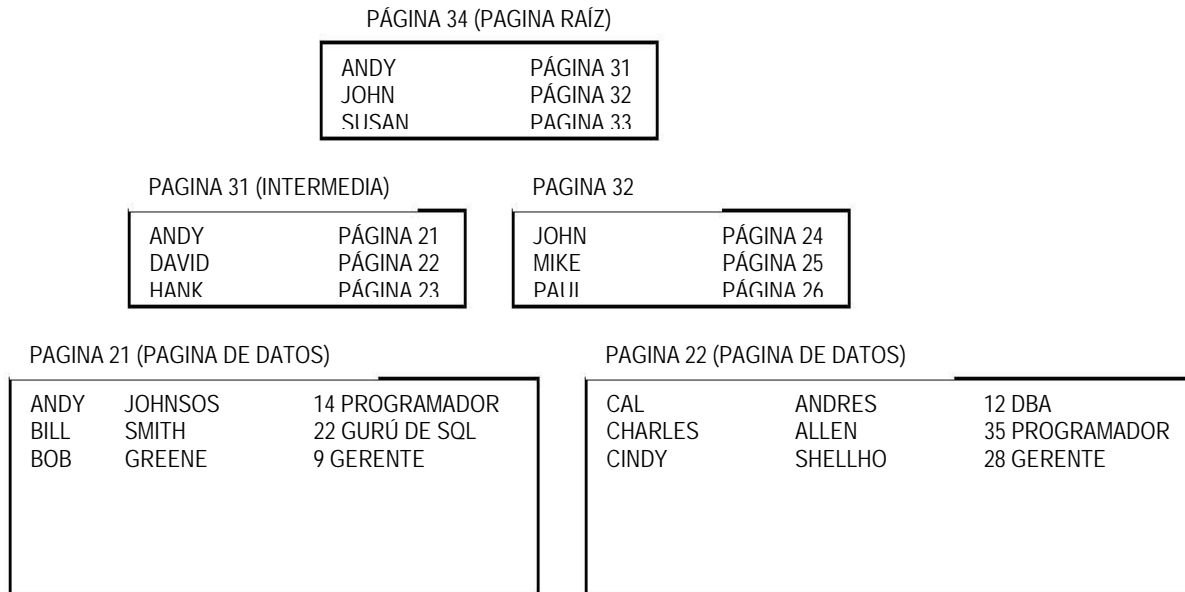 PÁGINA 34 (PAGINA RAÍZ)
ANDY PÁGINA 31
JOHN PÁGINA 32
SUSAN PAGINA 33
PAGINA 31 (INTERMEDIA)
ANDY PÁGINA 21
DAVID PÁGINA 22
HANK PÁGINA 23
PAGINA 32
JOHN PÁGINA 24
MIKE PÁGINA 25
PAUL PÁGINA 26
PAGINA 21 (PAGINA DE DATOS)
ANDY JOHNSOS 14 PROGRAMADOR
BILL SMITH 22 GURÚ DE SQL
BOB GREENE 9 GERENTE
PAGINA 22 (PAGINA DE DATOS)
CAL ANDRES 12 DBA
CHARLES ALLEN 35 PROGRAMADOR
CINDY SHELLHO 28 GERENTE